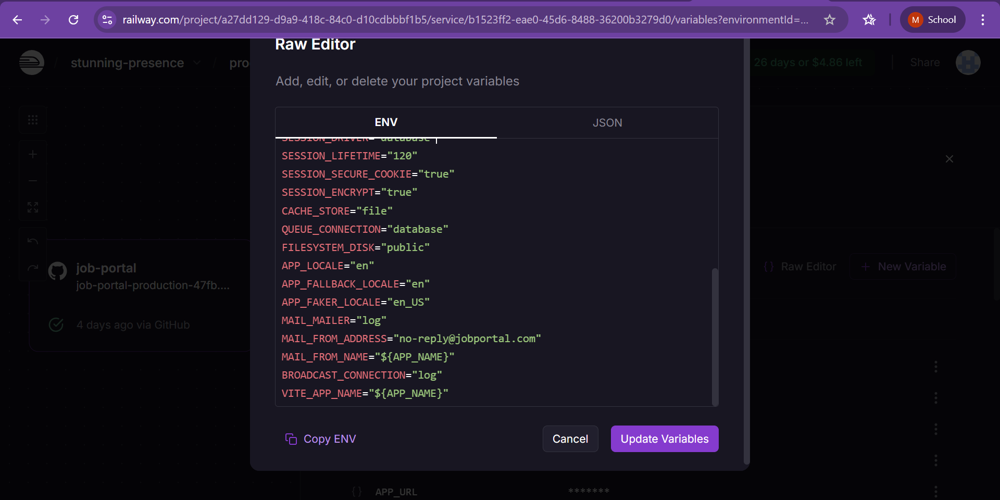 railway.com/project/a27dd129-d9a9-418c-84c0-d10cdbbbf1b5/service/b1523ff2-eae0-45d6-8488-36200b3279d0/variables?environmentId=...
M School
stunning-presence
/ pro
26 days or $4.86 left
Share
Raw Editor
Add, edit, or delete your project variables
ENV
JSON
SESSION_DRIVER="database"
SESSION_LIFETIME="120"
SESSION_SECURE_COOKIE="true"
SESSION_ENCRYPT="true"
CACHE_STORE="file"
QUEUE_CONNECTION="database"
FILESYSTEM_DISK="public"
APP_LOCALE="en"
APP_FALLBACK_LOCALE="en"
APP_FAKER_LOCALE="en_US"
MAIL_MAILER="log"
MAIL_FROM_ADDRESS="no-reply@jobportal.com"
MAIL_FROM_NAME="${APP_NAME}"
BROADCAST_CONNECTION="log"
VITE_APP_NAME="${APP_NAME}"
Copy ENV
Cancel
Update Variables
job-portal
job-portal-production-47fb....
4 days ago via GitHub
{} Raw Editor
+ New Variable
{} APP_URL
*******